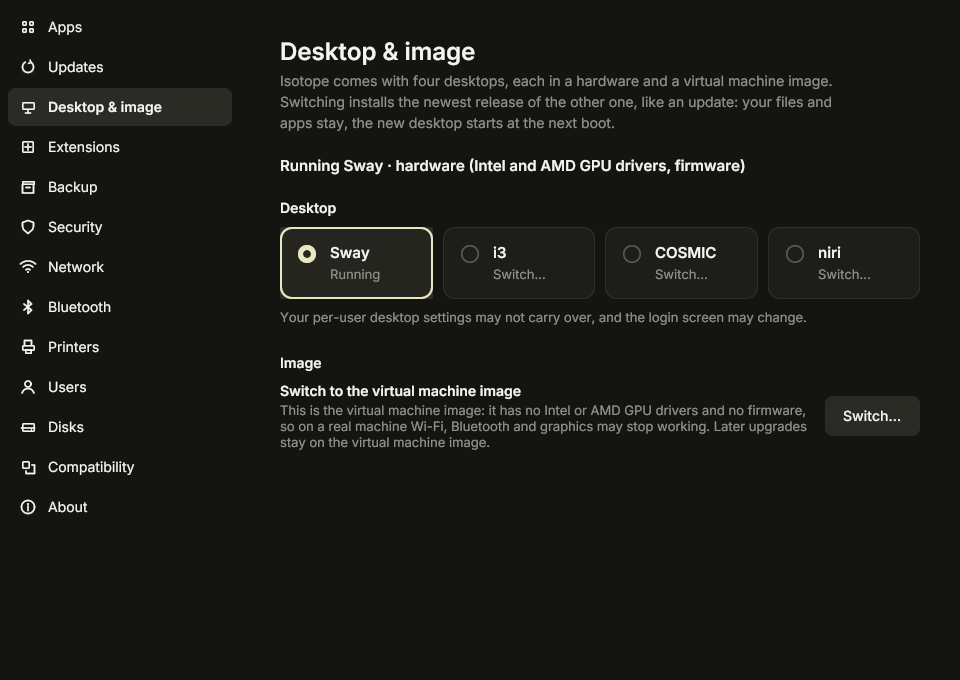 Apps
Updates
Desktop & image
Extensions
Backup
Security
Network
Bluetooth
Printers
Users
Disks
Compatibility
About
Desktop & image
Isotope comes with four desktops, each in a hardware and a virtual machine image.
Switching installs the newest release of the other one, like an update: your files and
apps stay, the new desktop starts at the next boot.
Running Sway · hardware (Intel and AMD GPU drivers, firmware)
Desktop
Sway
Running
i3
Switch...
COSMIC
Switch...
niri
Switch...
Your per-user desktop settings may not carry over, and the login screen may change.
Image
Switch to the virtual machine image
This is the virtual machine image: it has no Intel or AMD GPU drivers and no firmware,
so on a real machine Wi-Fi, Bluetooth and graphics may stop working. Later upgrades
stay on the virtual machine image.
Switch...